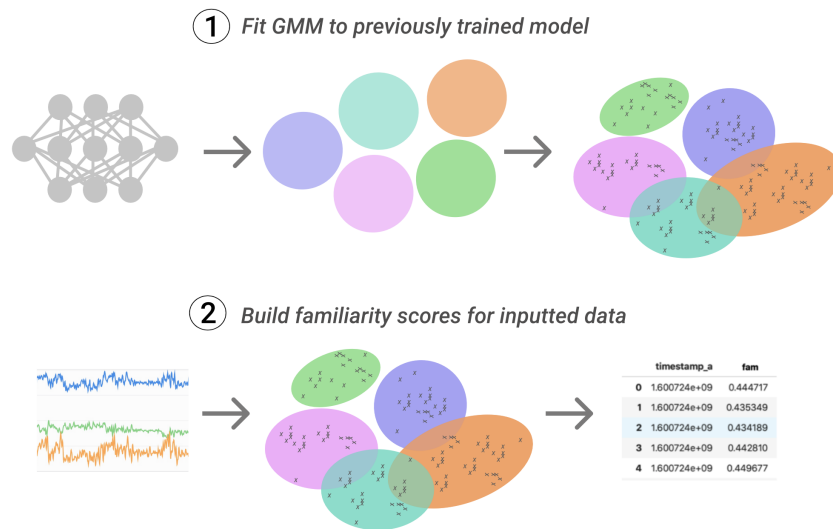 1 Fit GMM to previously trained model
2 Build familiarity scores for inputted data
timestamp_a fam
0 1.600724e+09 0.444717
1 1.600724e+09 0.435349
2 1.600724e+09 0.434189
3 1.600724e+09 0.442810
4 1.600724e+09 0.449677